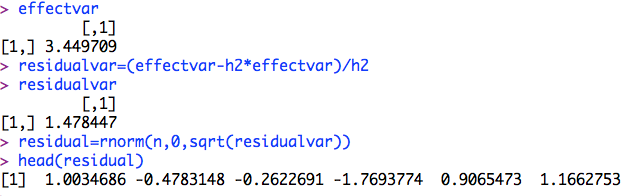 > effectvar
[,1]
[1,] 3.449709
> residualvar=(effectvar-h2*effectvar)/h2
> residualvar
[,1]
[1,] 1.478447
> residual=rnorm(n,0,sqrt(residualvar))
> head(residual)
[1] 1.0034686 -0.4783148 -0.2622691 -1.7693774 0.9065473 1.1662753